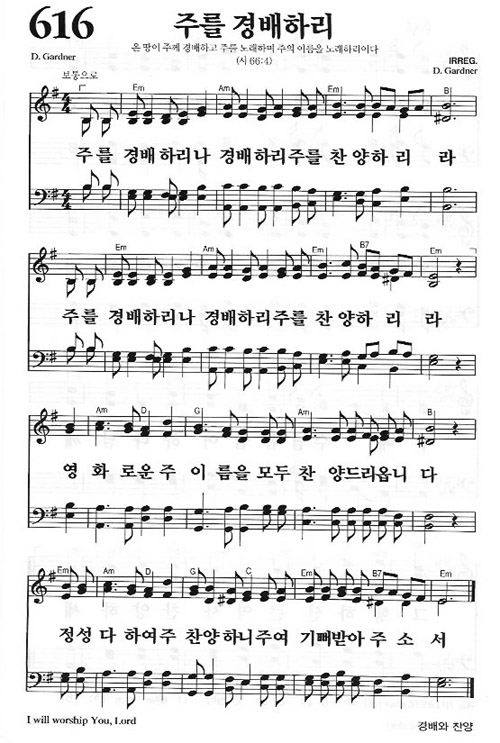 616
주를 경배하리
온 땅이 주께 경배하고 주를 노래하며 주의 이름을 노래하리이다
(시 66:4)
D. Gardner
IRREG.
D. Gardner
보통으로
Em Am Em B
4/4
주를 경배하리나 경배하리주를 찬양하 리 라
Em Am Em B7 Em
주를 경배하리나 경배하리주를 찬양하 리 라
Am D G Am B
영 화 로운 주 이 름을 모두 찬 양드리옵니 다
Em Am D G C Am B Em
정성 다 하여주 찬양하니주여 기뻐받아 주 소 서
I will worship You, Lord
경배와 찬양